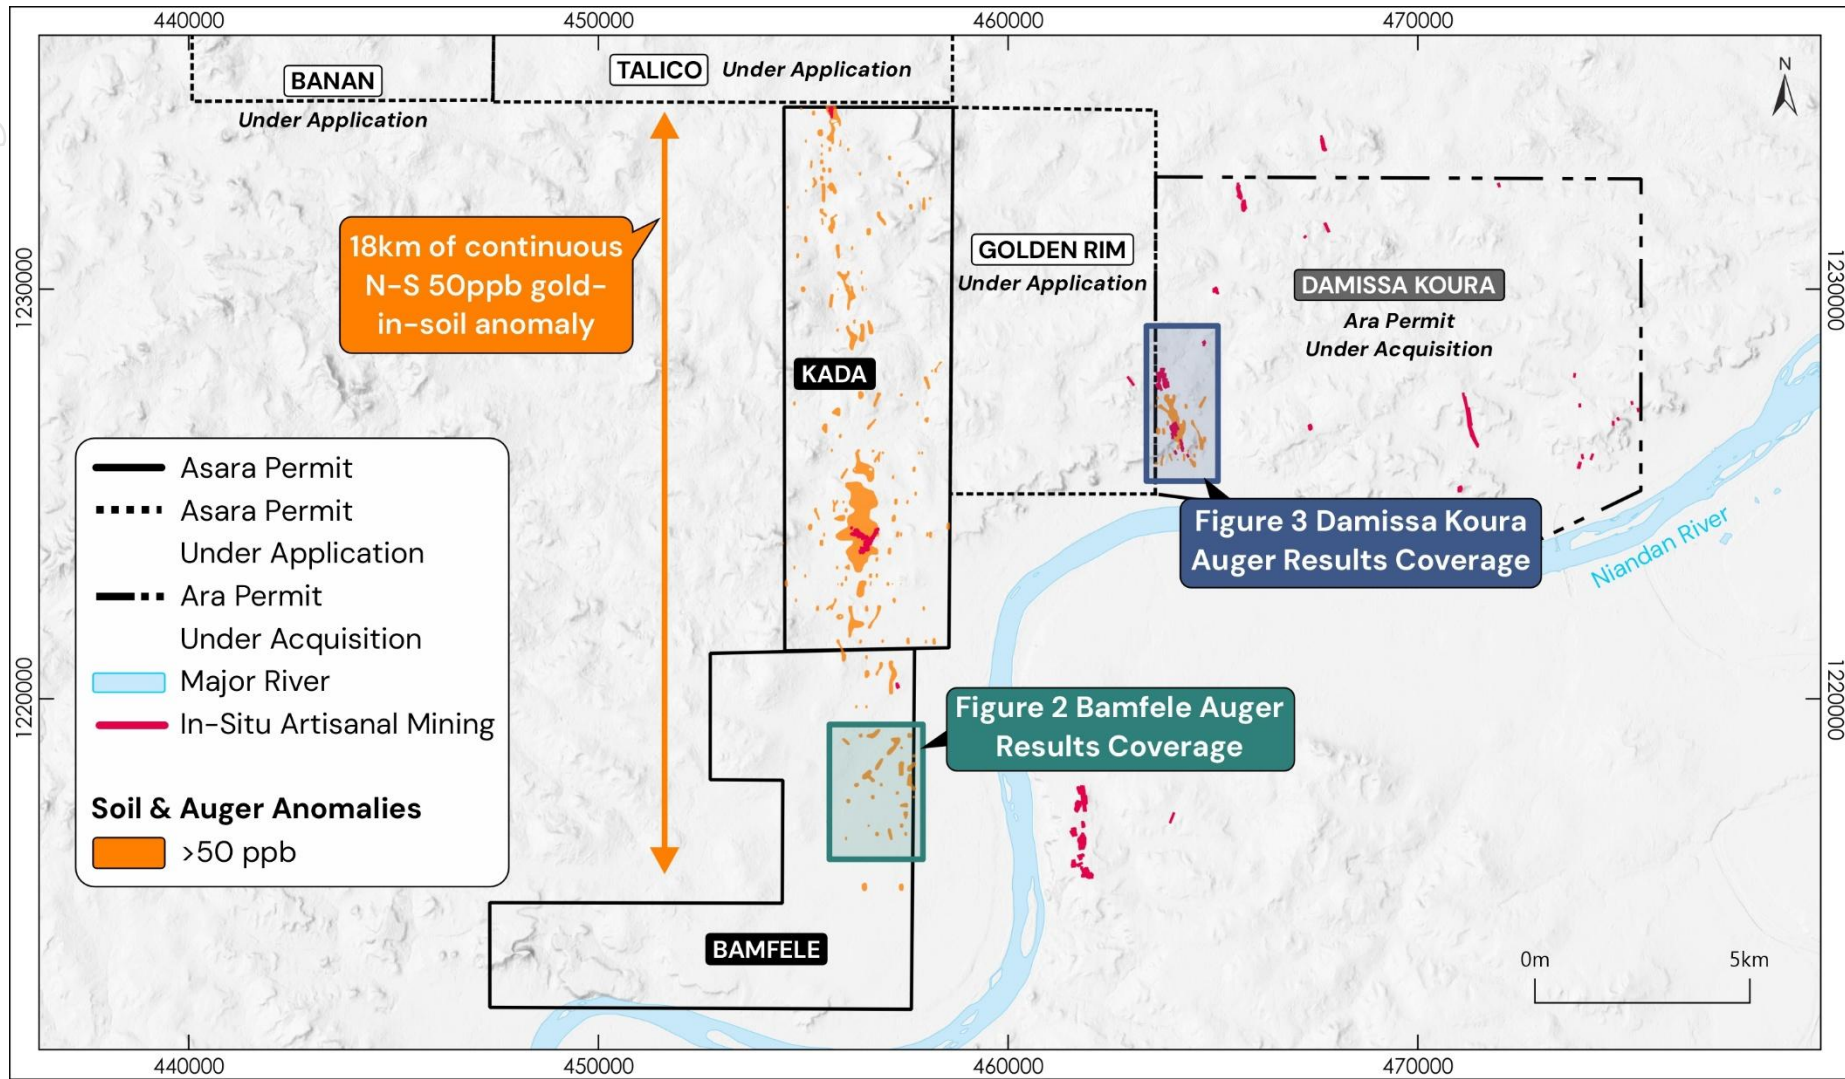 440000
450000
460000
470000
BANAN
Under Application
TALICO
Under Application
N
18km of continuous
N-S 50ppb gold-
in-soil anomaly
GOLDEN RIM
Under Application
DAMISSA KOURA
Ara Permit
Under Acquisition
1230000
1230000
KADA
Asara Permit
Asara Permit
Under Application
Ara Permit
Under Acquisition
Major River
In-Situ Artisanal Mining
Soil & Auger Anomalies
>50 ppb
Figure 3 Damissa Koura
Auger Results Coverage
Niandan River
1220000
1220000
Figure 2 Bamfele Auger
Results Coverage
BAMFELE
0m
5km
440000
450000
460000
470000